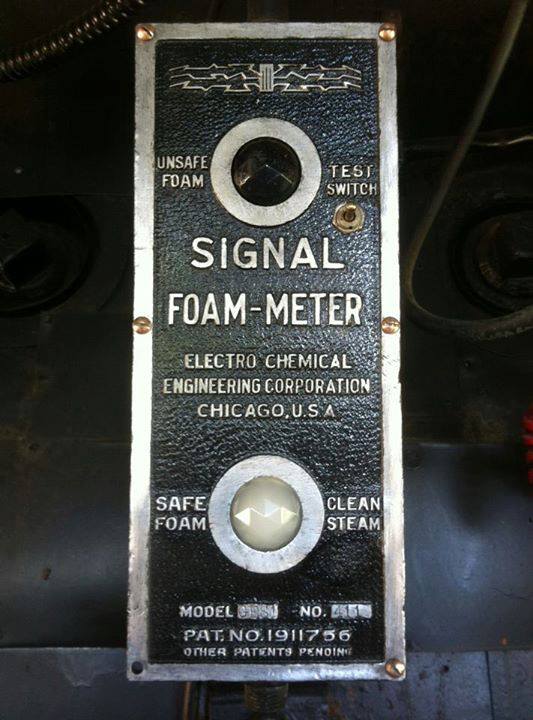 UNSAFE
FOAM
TEST
SWITCH
SIGNAL
FOAM-METER
ELECTRO CHEMICAL
ENGINEERING CORPORATION
CHICAGO, U.S.A.
SAFE
FOAM
CLEAN
STEAM
MODEL NO.
PAT. NO. 1911756
OTHER PATENTS PENDING